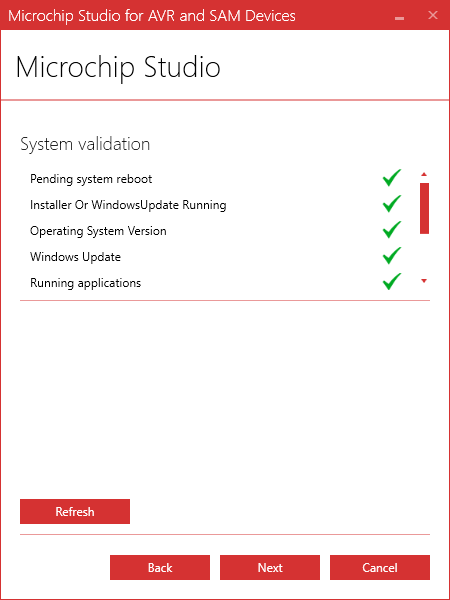 Microchip Studio for AVR and SAM Devices
Microchip Studio
System validation
Pending system reboot
Installer Or WindowsUpdate Running
Operating System Version
Windows Update
Running applications
Refresh
Back Next Cancel